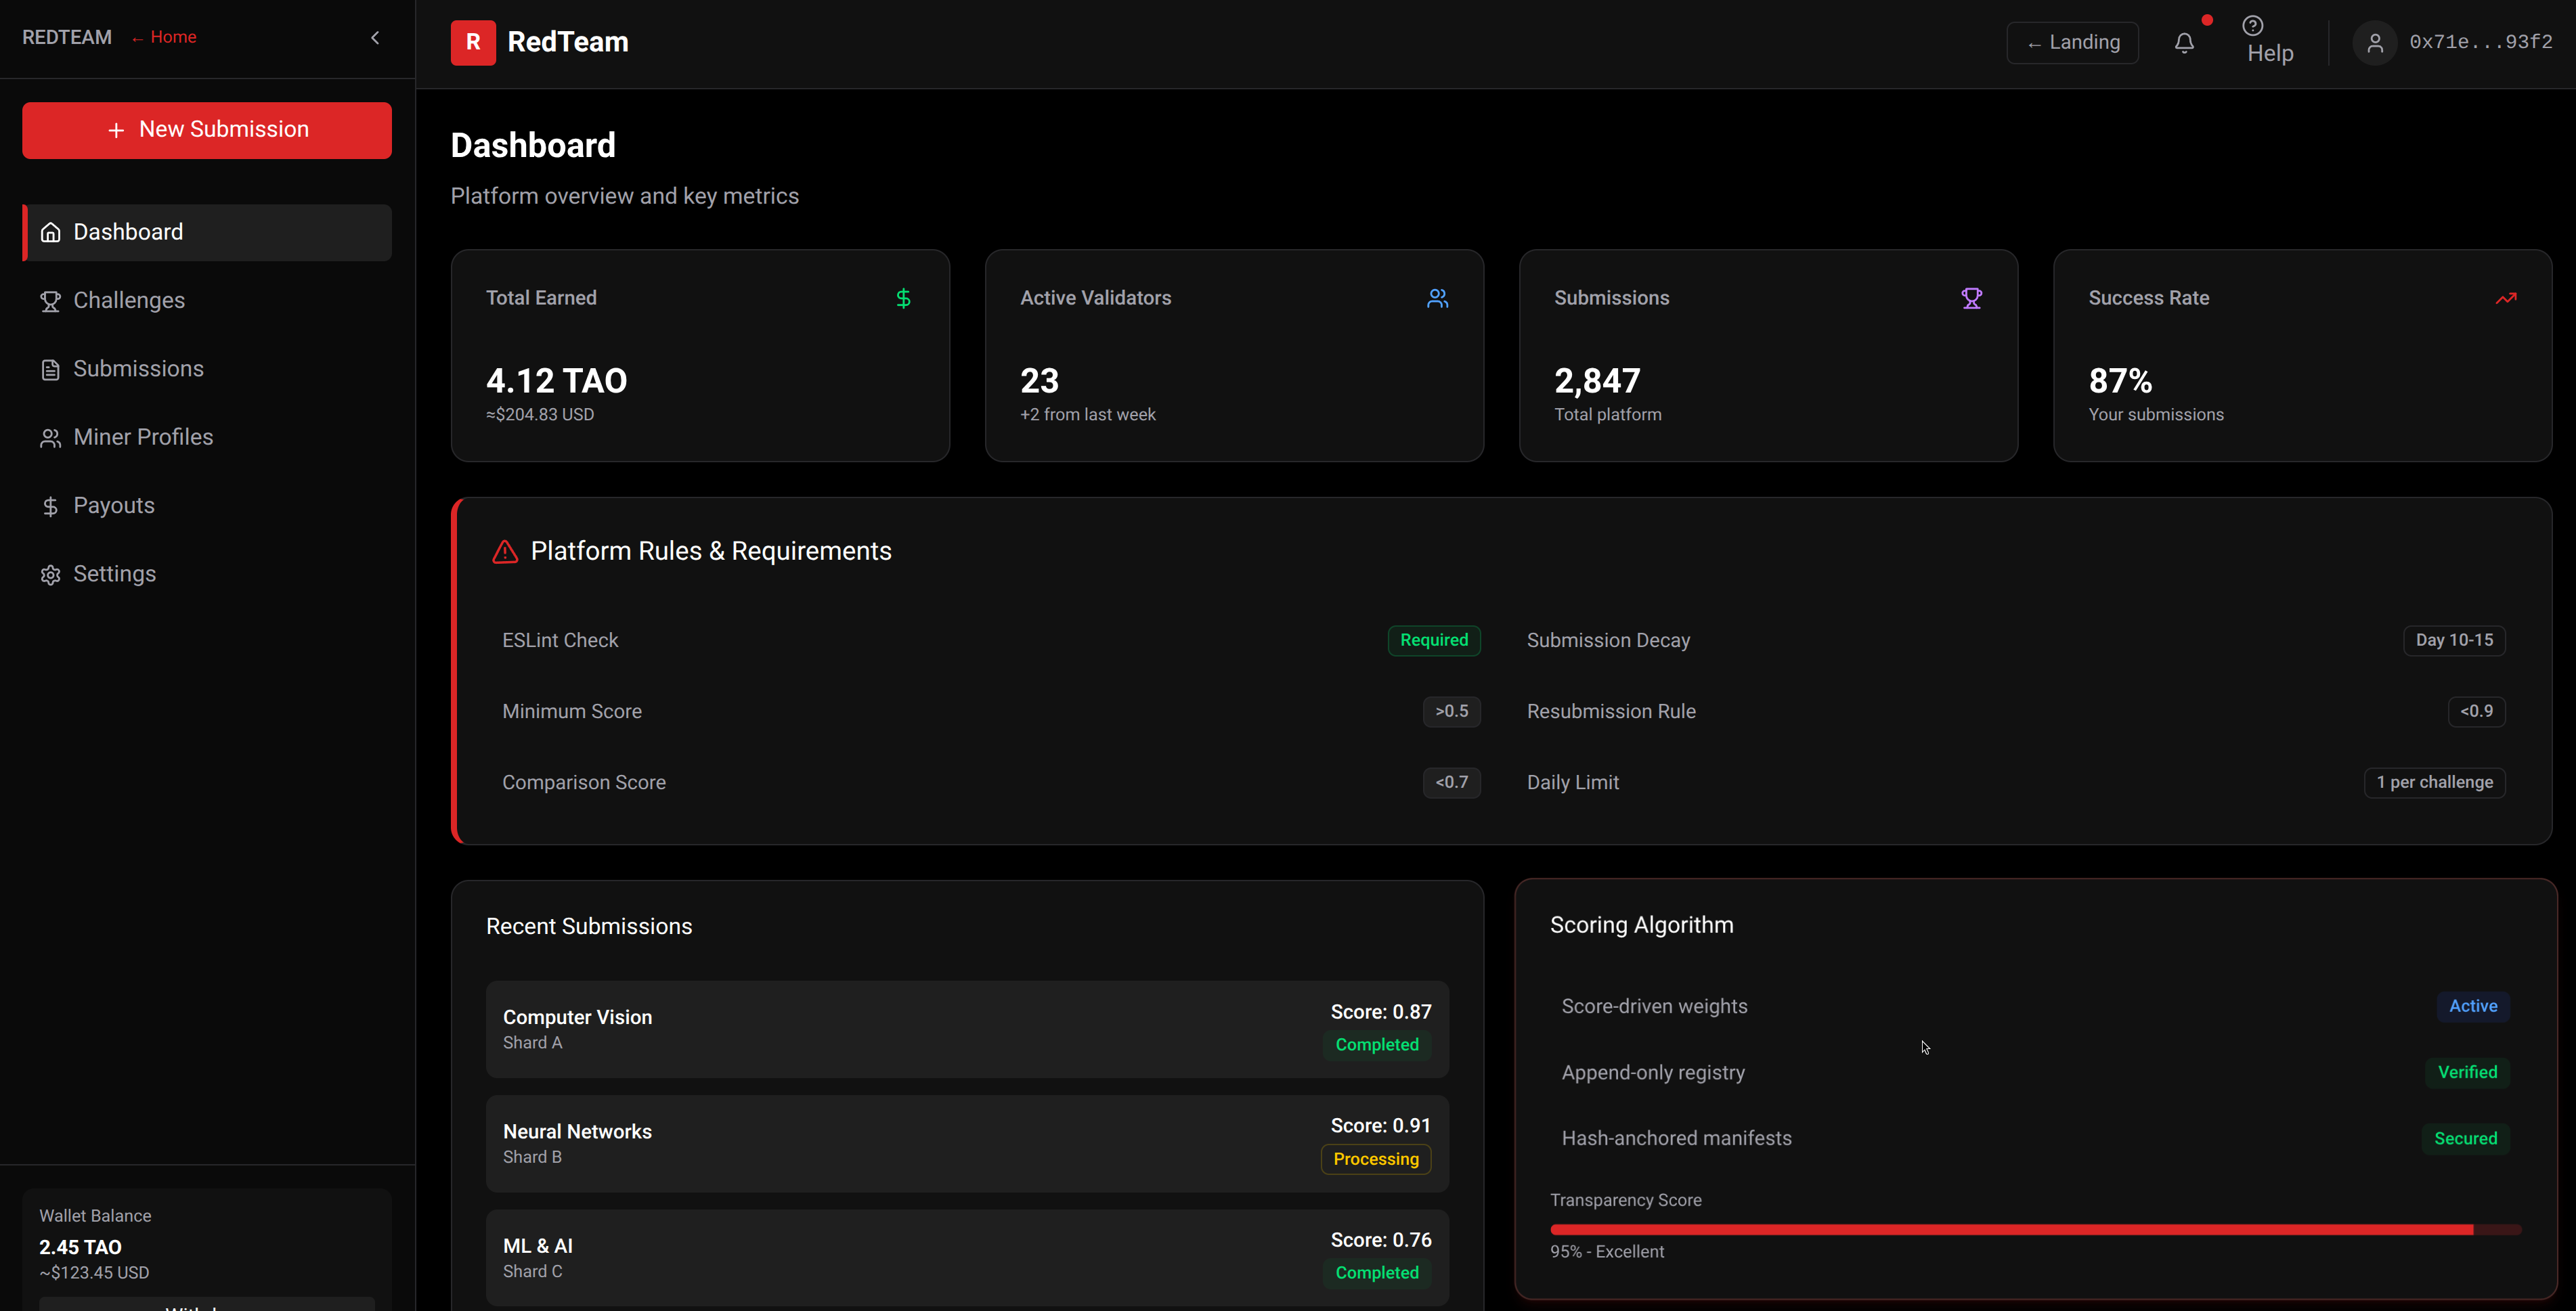 REDTEAM ← Home
R RedTeam
← Landing
Help
0x71e...93f2
+ New Submission
Dashboard
Challenges
Submissions
Miner Profiles
Payouts
Settings
Wallet Balance
2.45 TAO
~$123.45 USD
Dashboard
Platform overview and key metrics
Total Earned
4.12 TAO
≈$204.83 USD
Active Validators
23
+2 from last week
Submissions
2,847
Total platform
Success Rate
87%
Your submissions
Platform Rules & Requirements
ESLint Check Required
Submission Decay Day 10-15
Minimum Score >0.5
Resubmission Rule <0.9
Comparison Score <0.7
Daily Limit 1 per challenge
Recent Submissions
Computer Vision Score: 0.87
Shard A Completed
Neural Networks Score: 0.91
Shard B Processing
ML & AI Score: 0.76
Shard C Completed
Scoring Algorithm
Score-driven weights Active
Append-only registry Verified
Hash-anchored manifests Secured
Transparency Score
95% - Excellent